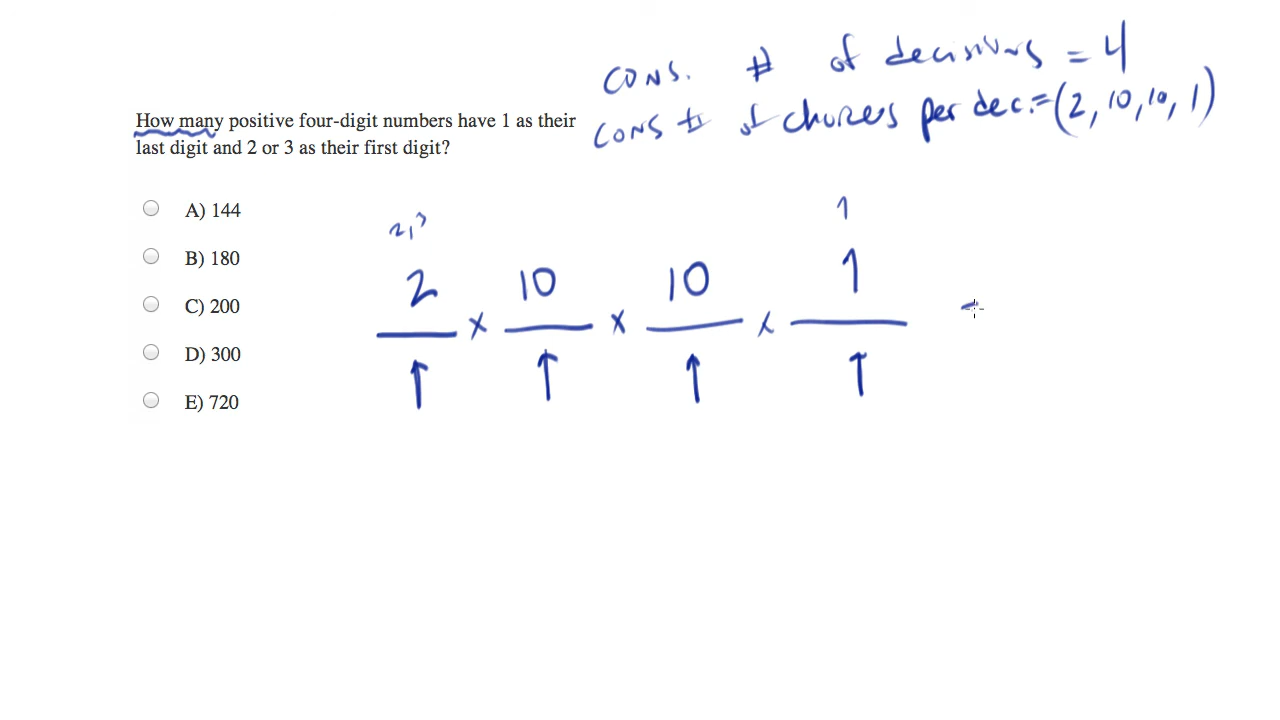 CONS. # of decisions = 4
CONS # of choices per dec.=(2, 10, 10, 1)
How many positive four-digit numbers have 1 as their
last digit and 2 or 3 as their first digit?
A) 144
B) 180
C) 200
D) 300
E) 720
2,3 1
2 × 10 × 10 × 1